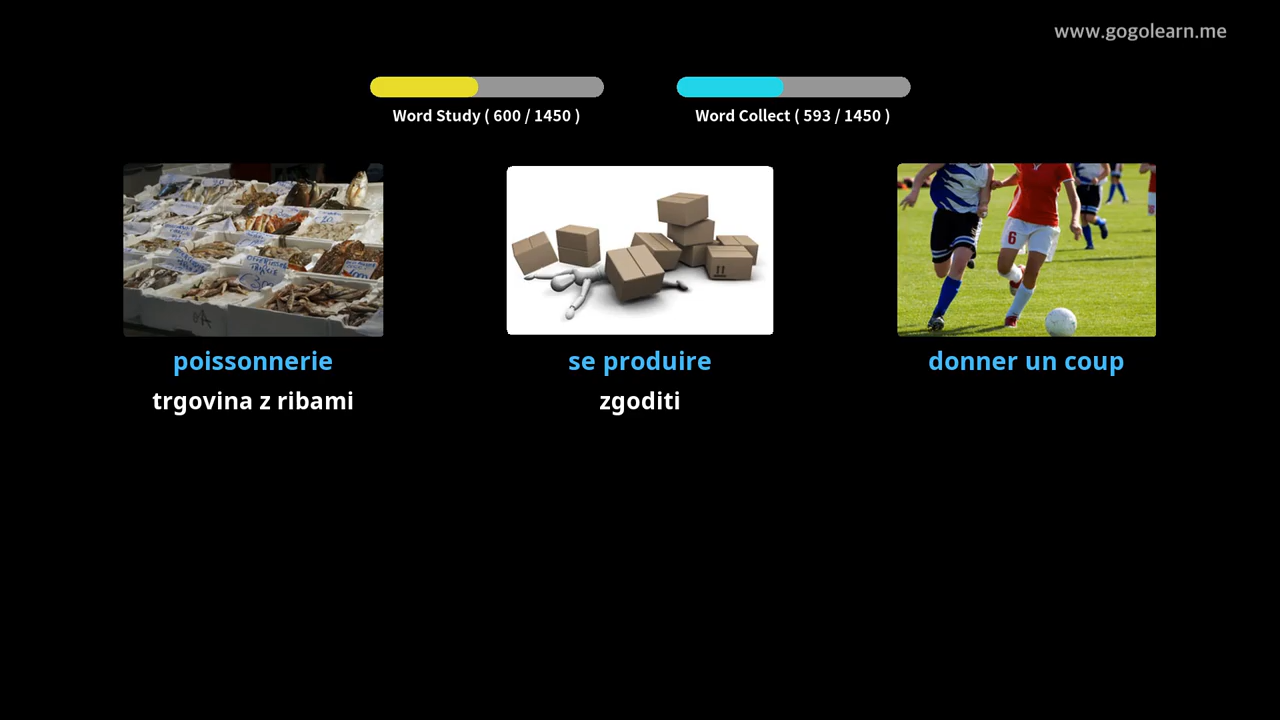 www.gogolearn.me
Word Study ( 600 / 1450 )
Word Collect ( 593 / 1450 )
6
poissonnerie
se produire
donner un coup
trgovina z ribami
zgoditi